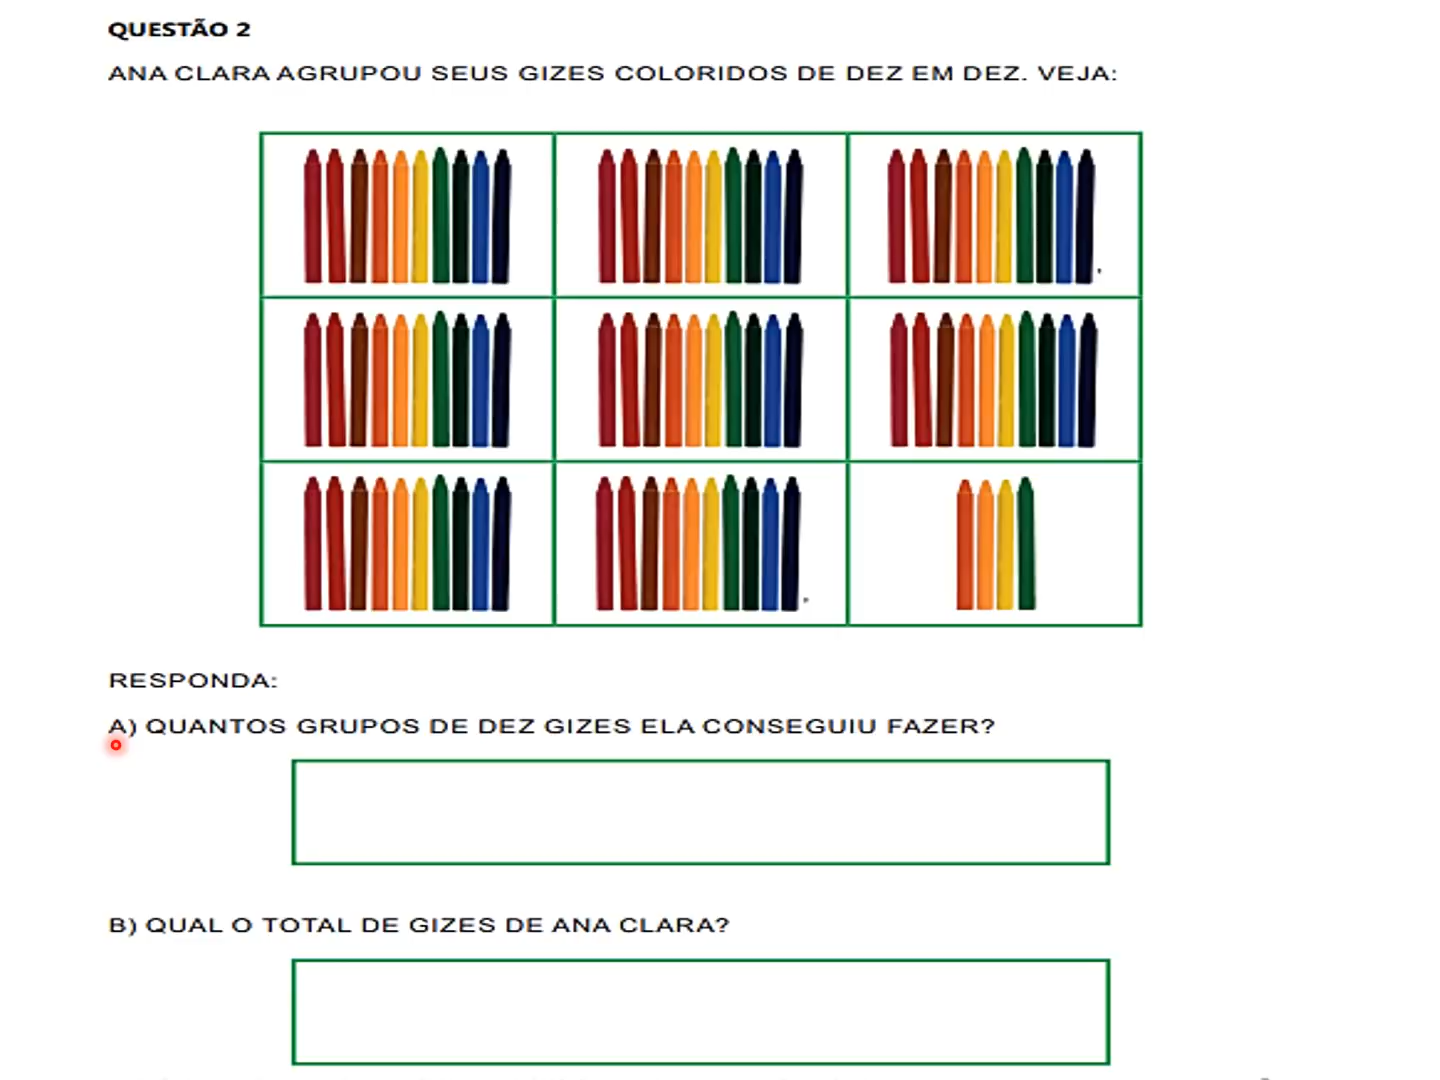 QUESTÃO 2
ANA CLARA AGRUPOU SEUS GIZES COLORIDOS DE DEZ EM DEZ. VEJA:
RESPONDA:
A) QUANTOS GRUPOS DE DEZ GIZES ELA CONSEGUIU FAZER?
B) QUAL O TOTAL DE GIZES DE ANA CLARA?